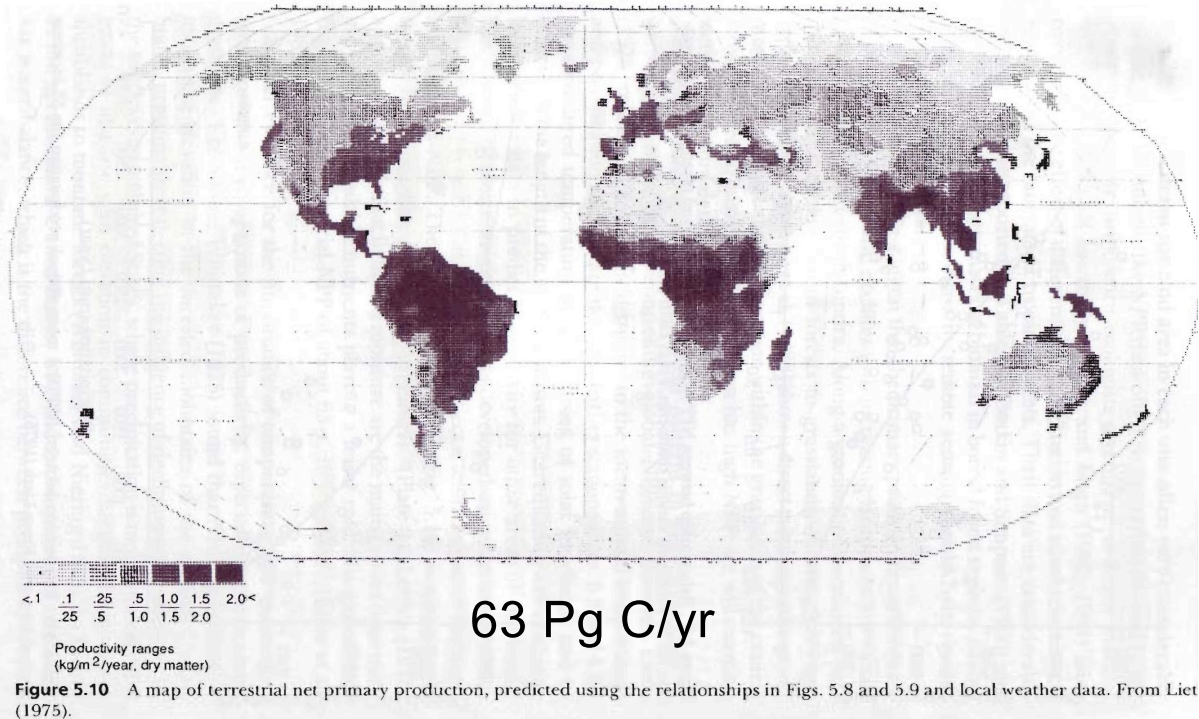 <.1 .1 .25 .5 1.0 1.5 2.0<
.25 .5 1.0 1.5 2.0
63 Pg C/yr
Productivity ranges
(kg/m2/year, dry matter)
Figure 5.10 A map of terrestrial net primary production, predicted using the relationships in Figs. 5.8 and 5.9 and local weather data. From Liet
(1975).